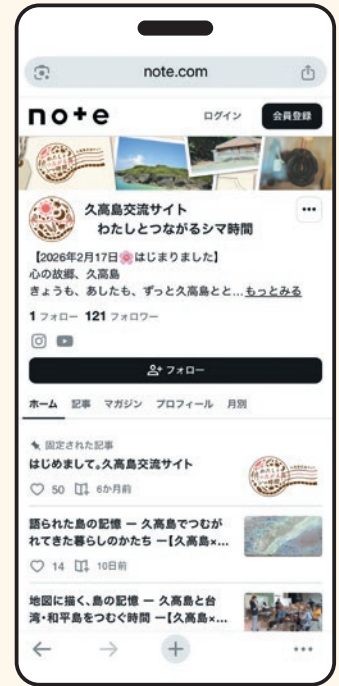 note.com
note
ログイン
会員登録
久高島交流サイト
わたしとつながるシマ時間
【2026年2月17日🌸はじまりました】
心の故郷、久高島
きょうも、あしたも、ずっと久高島とと…もっとみる
1 フォロー 121 フォロワー
フォロー
ホーム 記事 マガジン プロフィール 月別
固定された記事
はじめまして。久高島交流サイト
50 6か月前
語られた島の記憶 ー 久高島でつむが
れてきた暮らしのかたち ー【久高島×...
14 10日前
地図に描く、島の記憶 ー 久高島と台
湾・和平島をつむぐ時間 ー【久高島×...